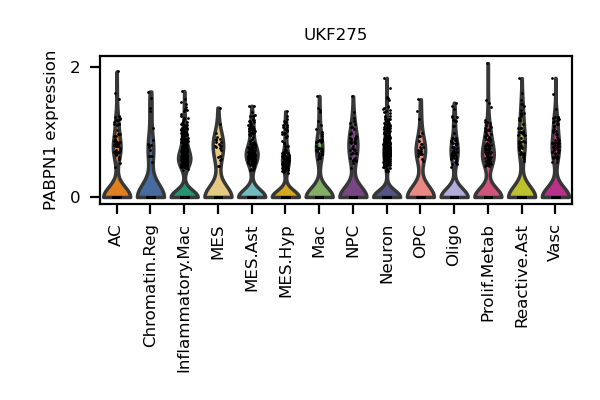 UKF275
PABPN1 expression
2
0
AC
Chromatin.Reg
Inflammatory.Mac
MES
MES.Ast
MES.Hyp
Mac
NPC
Neuron
OPC
Oligo
Prolif.Metab
Reactive.Ast
Vasc